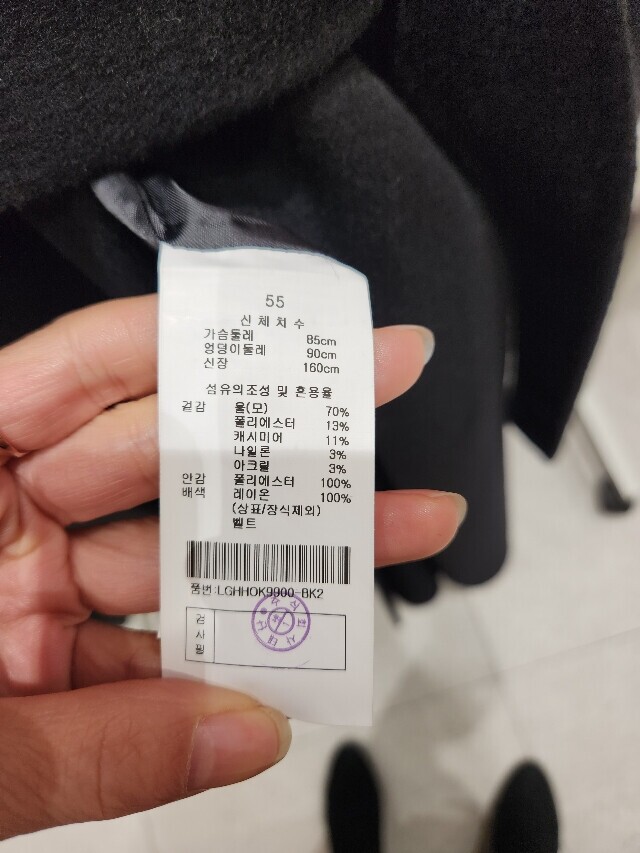 55
신체치수
가슴둘레 85cm
엉덩이둘레 90cm
신장 160cm
섬유의조성 및 혼용율
겉감 울(모) 70%
폴리에스터 13%
캐시미어 11%
나일론 3%
아크릴 3%
안감 폴리에스터 100%
배색 레이온 100%
(상표/장식제외)
벨트
품번:LGHHOK9900-BK2
검사필